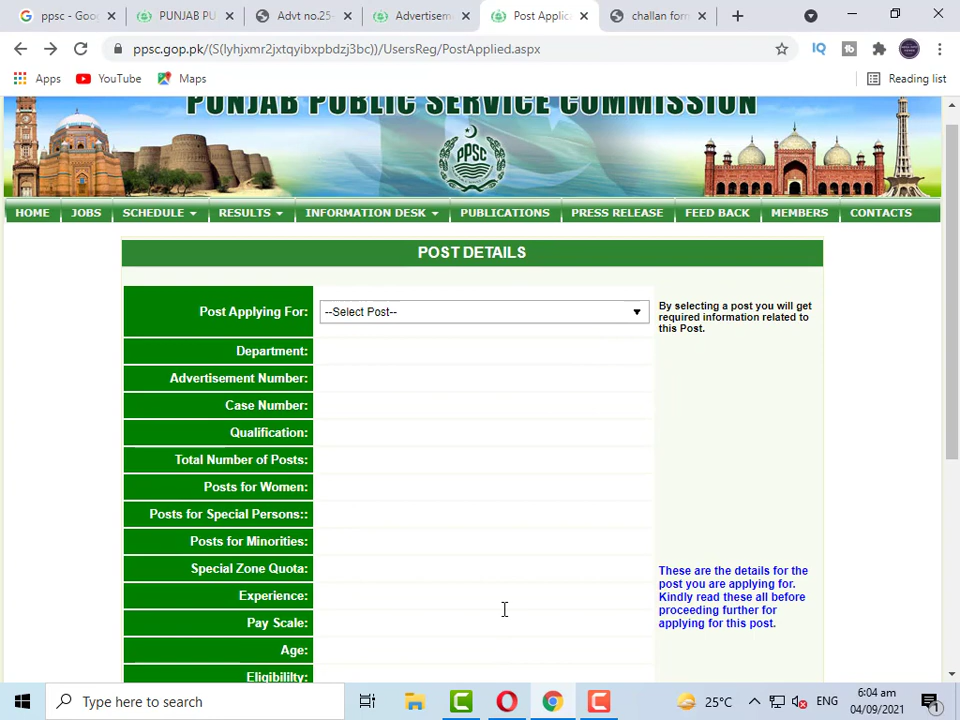 ppsc - Goo
PUNJAB PU
Advt no.25-
Advertisem
Post Applic
challan form
ppsc.gop.pk/(S(lyhjxmr2jxtqyibxpbdzj3bc))/UsersReg/PostApplied.aspx
Apps
YouTube
Maps
Reading list
PUNJAB PUBLIC SERVICE COMMISSION
PPSC
HOME
JOBS
SCHEDULE
RESULTS
INFORMATION DESK
PUBLICATIONS
PRESS RELEASE
FEED BACK
MEMBERS
CONTACTS
POST DETAILS
Post Applying For:
--Select Post--
By selecting a post you will get
required information related to
this Post.
Department:
Advertisement Number:
Case Number:
Qualification:
Total Number of Posts:
Posts for Women:
Posts for Special Persons::
Posts for Minorities:
Special Zone Quota:
Experience:
Pay Scale:
Age:
Eligibililty:
These are the details for the
post you are applying for.
Kindly read these all before
proceeding further for
applying for this post.
Type here to search
25°C
ENG
6:04 am
04/09/2021